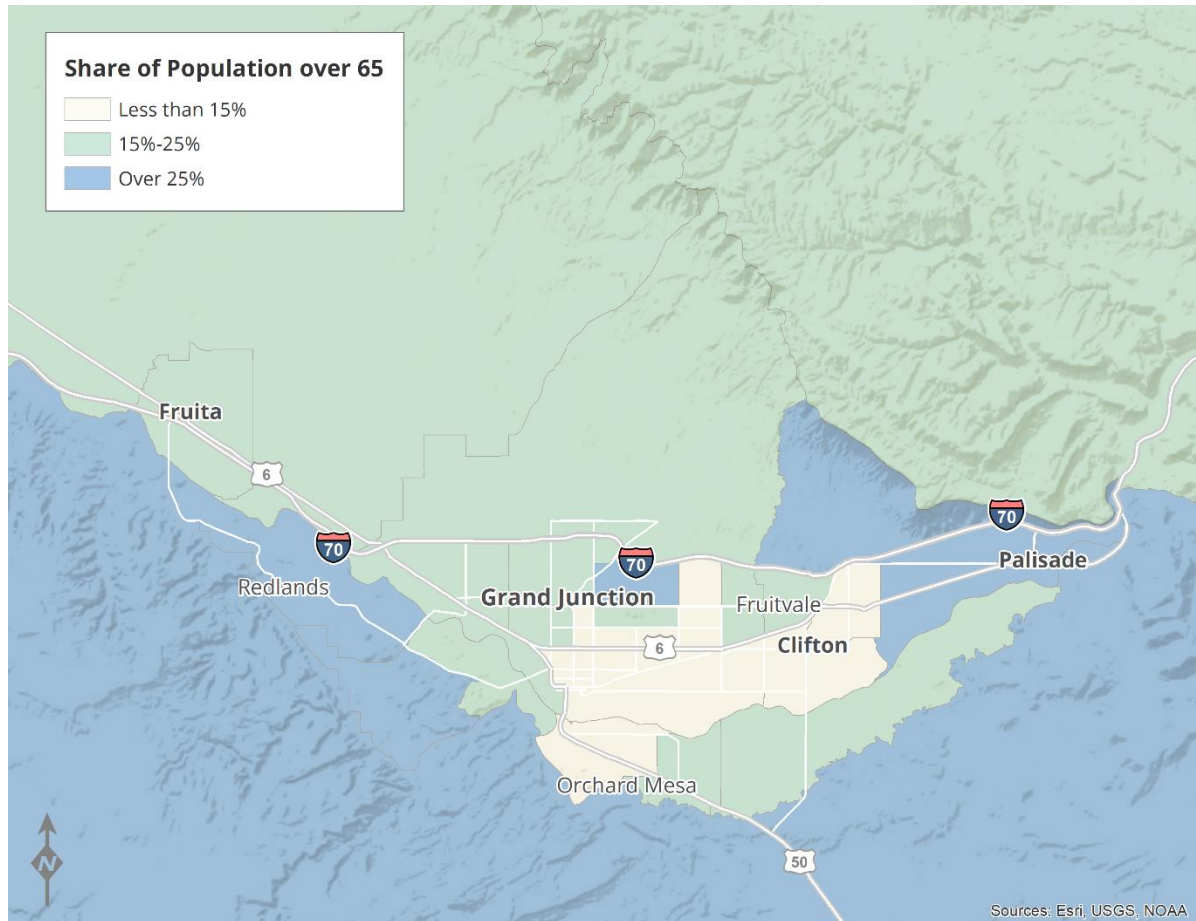 Share of Population over 65
Less than 15%
15%-25%
Over 25%
Fruita
6
70
70
70
Palisade
Redlands
Grand Junction
Fruitvale
6
Clifton
Orchard Mesa
50
N
Sources: Esri, USGS, NOAA